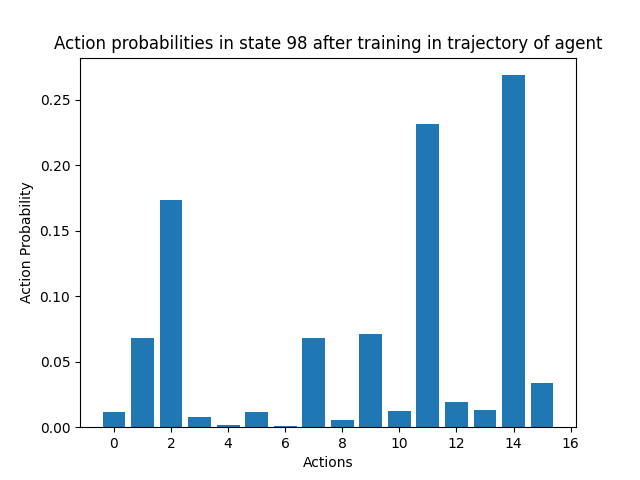 Action probabilities in state 98 after training in trajectory of agent
0.25
0.20
0.15
0.10
0.05
0.00
Action Probability
0 2 4 6 8 10 12 14 16
Actions